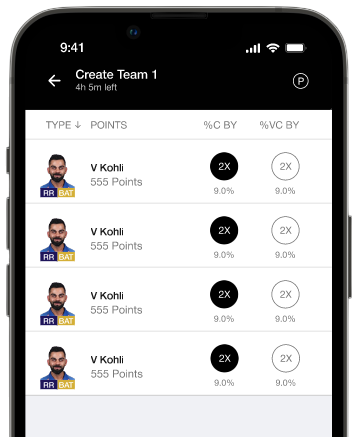 9:41
Create Team 1
4h 5m left
P
TYPE ↓ POINTS %C BY %VC BY
V Kohli
555 Points
2X 2X
9.0% 9.0%
RR BAT
V Kohli
555 Points
2X 2X
9.0% 9.0%
RR BAT
V Kohli
555 Points
2X 2X
9.0% 9.0%
RR BAT
V Kohli
555 Points
2X 2X
9.0% 9.0%
RR BAT